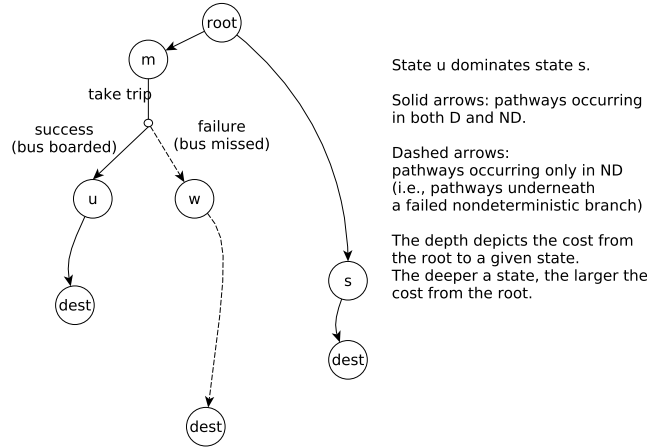 root
m
take trip
success
(bus boarded)
failure
(bus missed)
u
w
s
dest
dest
dest
State u dominates state s.
Solid arrows: pathways occurring
in both D and ND.
Dashed arrows:
pathways occurring only in ND
(i.e., pathways underneath
a failed nondeterministic branch)
The depth depicts the cost from
the root to a given state.
The deeper a state, the larger the
cost from the root.